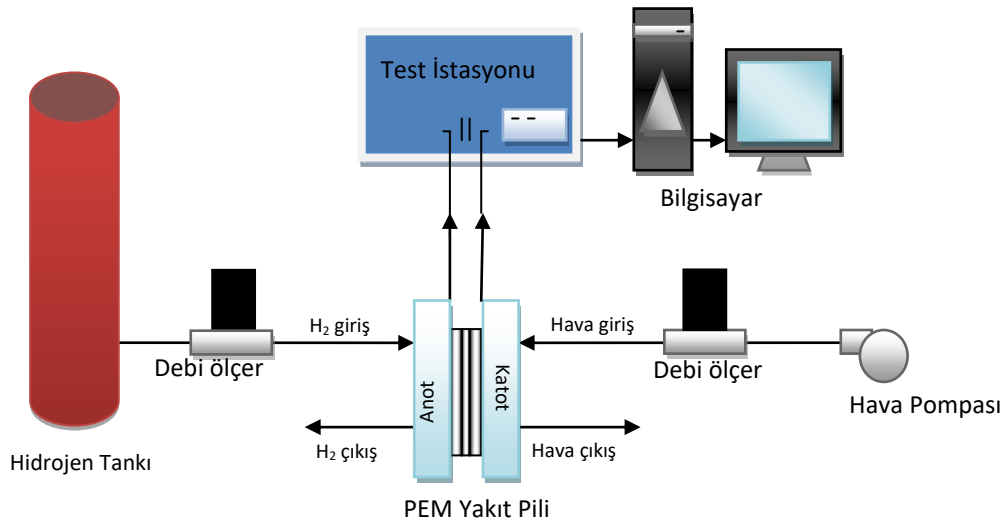 Test İstasyonu
Bilgisayar
H₂ giriş
Hava giriş
Debi ölçer
Debi ölçer
Anot
Katot
Hava Pompası
H₂ çıkış
Hava çıkış
Hidrojen Tankı
PEM Yakıt Pili